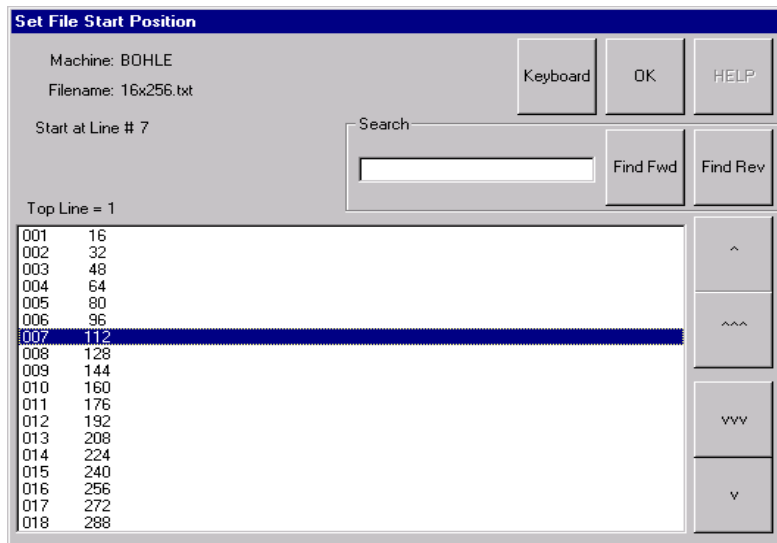 Set File Start Position
Machine: BOHLE
Filename: 16x256.txt
Keyboard
OK
HELP
Start at Line # 7
Search
Find Fwd
Find Rev
Top Line = 1
001 16
002 32
003 48
004 64
005 80
006 96
007 112
008 128
009 144
010 160
011 176
012 192
013 208
014 224
015 240
016 256
017 272
018 288
^
^^^
vvv
v